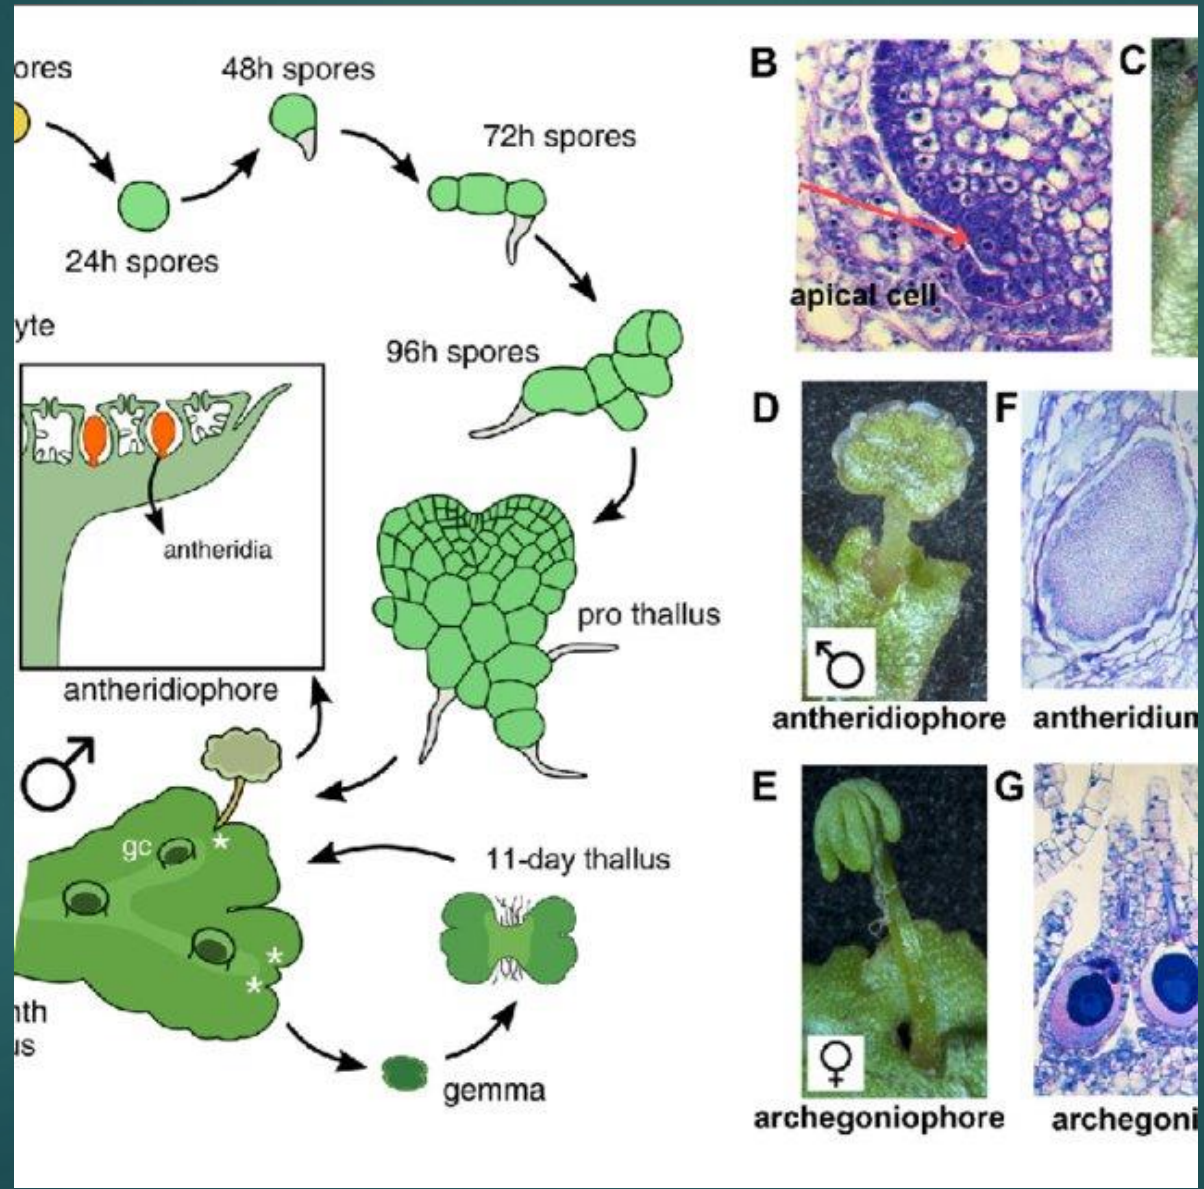 ores
48h spores
72h spores
24h spores
yte
96h spores
antheridia
antheridiophore
pro thallus
gc
*
*
*
11-day thallus
nth
us
gemma
B
apical cell
C
D
F
antheridiophore
antheridium
E
G
archegoniophore
archegoni